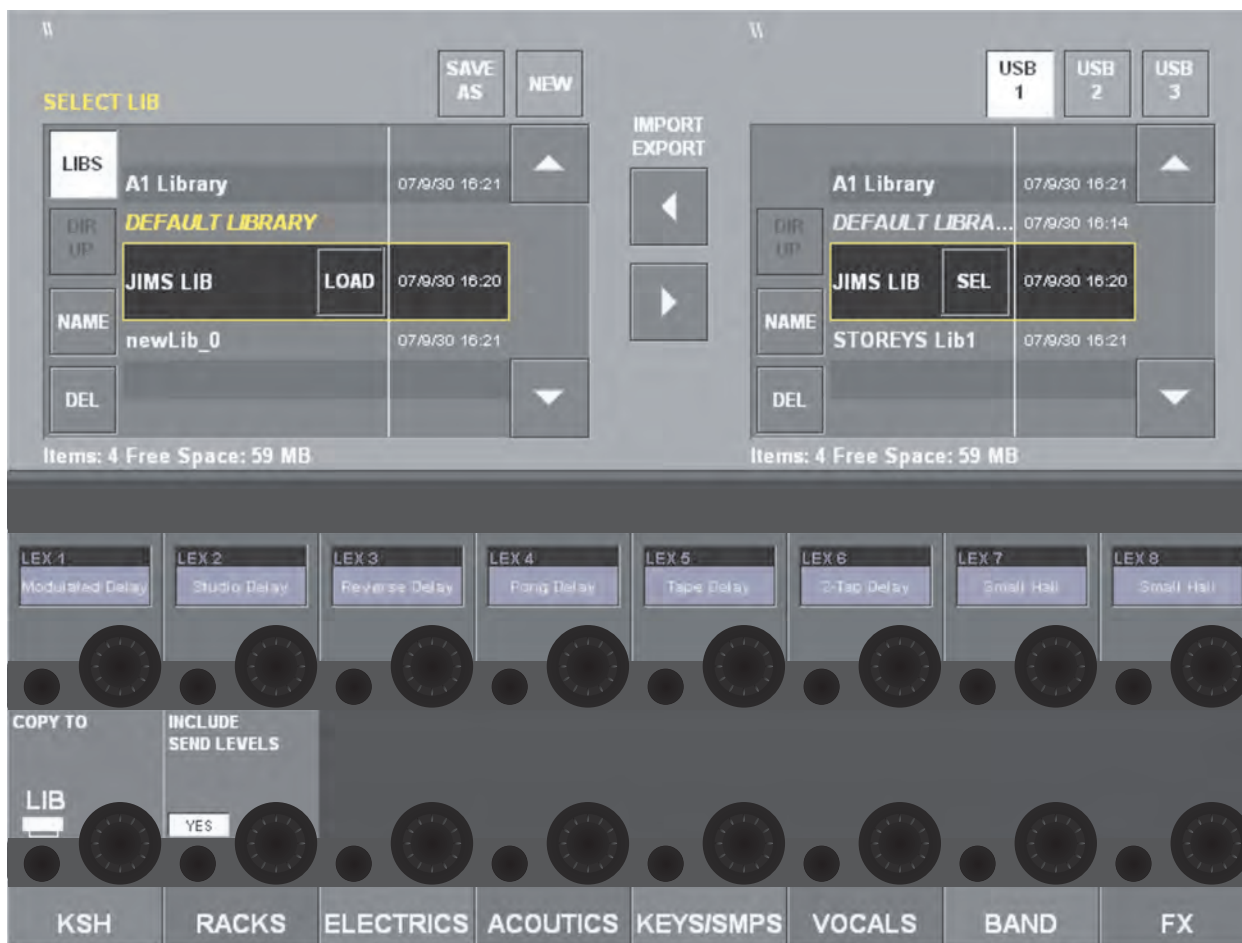 \\
\\
SAVE AS
NEW
USB 1
USB 2
USB 3
SELECT LIB
IMPORT EXPORT
LIBS
A1 Library 07/9/30 16:21
DIR UP
DEFAULT LIBRARY
JIMS LIB LOAD 07/9/30 16:20
NAME
newLib_0 07/9/30 16:21
DEL
Items: 4 Free Space: 59 MB
A1 Library 07/9/30 16:21
DIR UP
DEFAULT LIBRA... 07/9/30 16:14
JIMS LIB SEL 07/9/30 16:20
NAME
STOREYS Lib1 07/9/30 16:21
DEL
Items: 4 Free Space: 59 MB
LEX 1 LEX 2 LEX 3 LEX 4 LEX 5 LEX 6 LEX 7 LEX 8
Modulated Delay Studio Delay Reverse Delay Pong Delay Tape Delay 2-Tap Delay Small Hall Small Hall
COPY TO
LIB
INCLUDE
SEND LEVELS
YES
KSH RACKS ELECTRICS ACOUTICS KEYS/SMPS VOCALS BAND FX